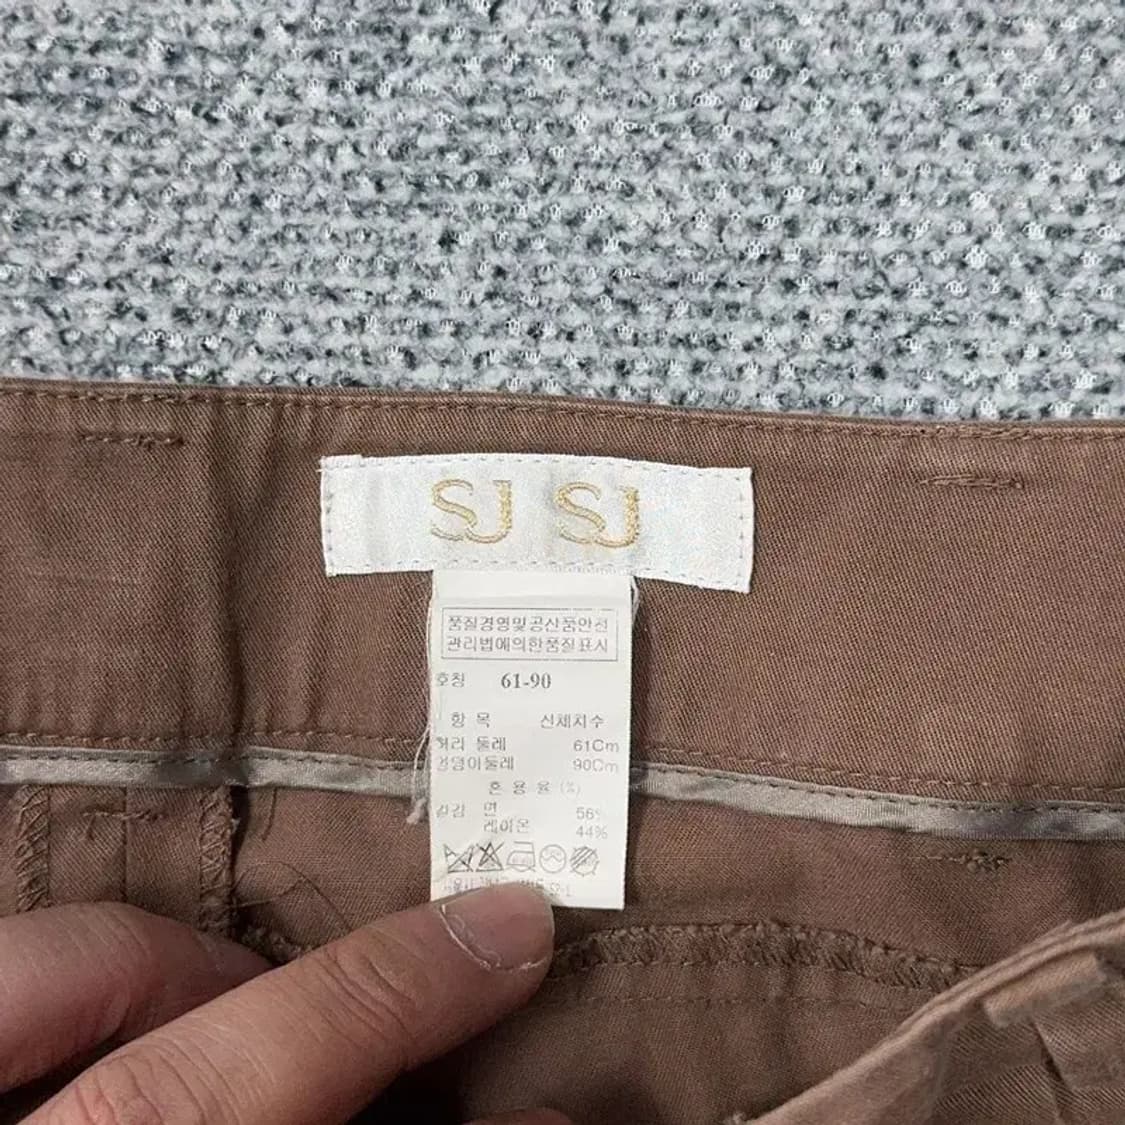 SJ SJ
품질경영및공산품안전
관리법에의한품질표시
호칭 61-90
항 목 신체치수
허리 둘레 61Cm
엉덩이둘레 90Cm
혼 용 율 (%)
겉감 면 56%
레이온 44%